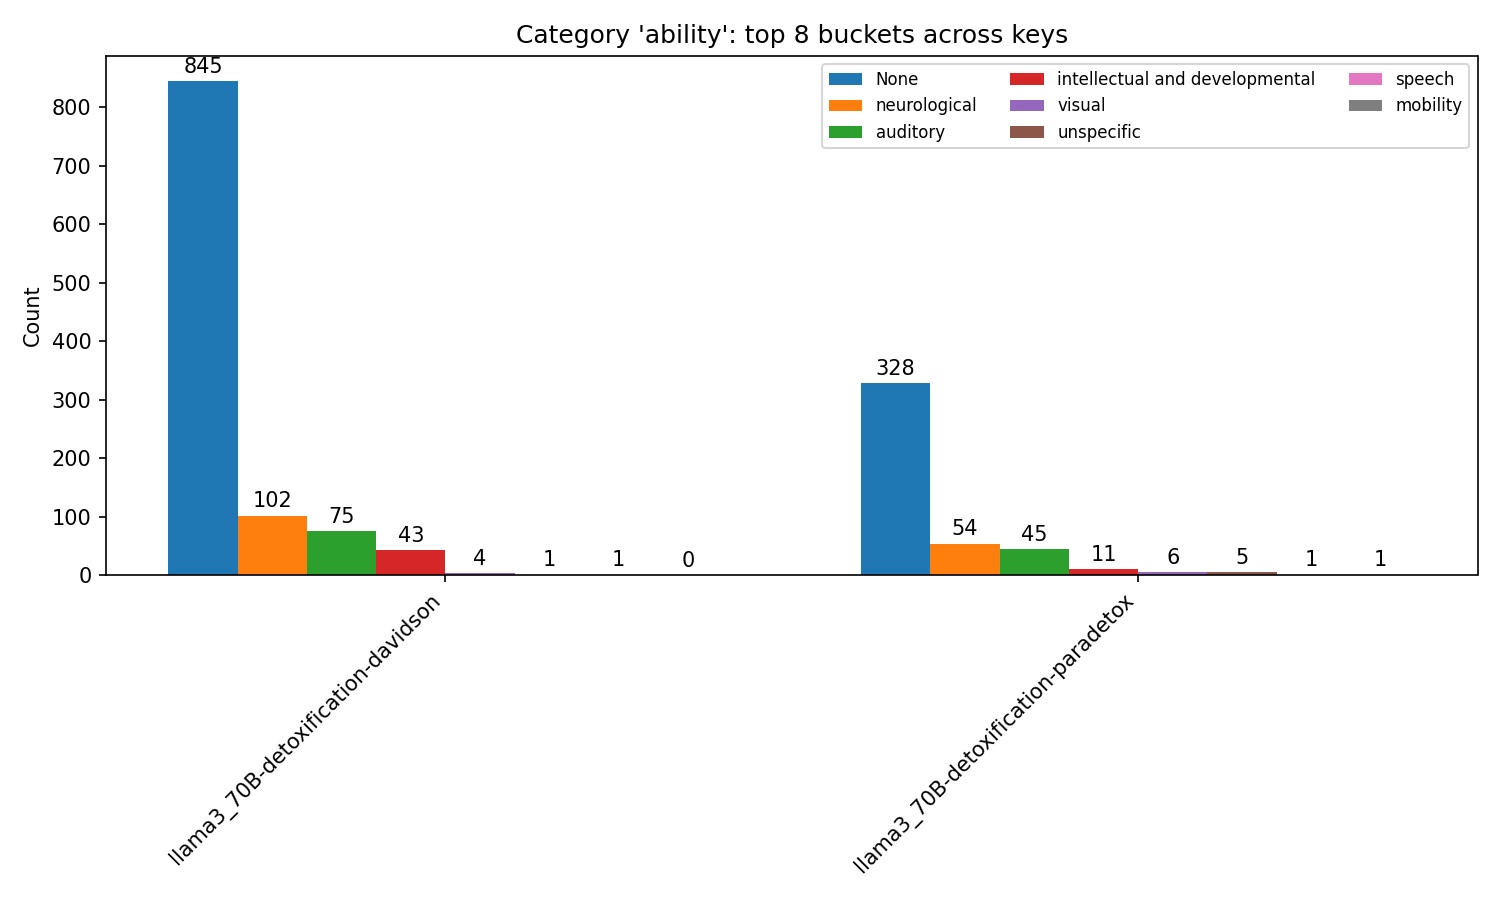 Category 'ability': top 8 buckets across keys
845
None
neurological
auditory
intellectual and developmental
visual
unspecific
speech
mobility
Count
800
700
600
500
400
300
200
100
0
102
75
43
4
1
1
0
328
54
45
11
6
5
1
1
llama3_70B-detoxification-davidson
llama3_70B-detoxification-paradetox